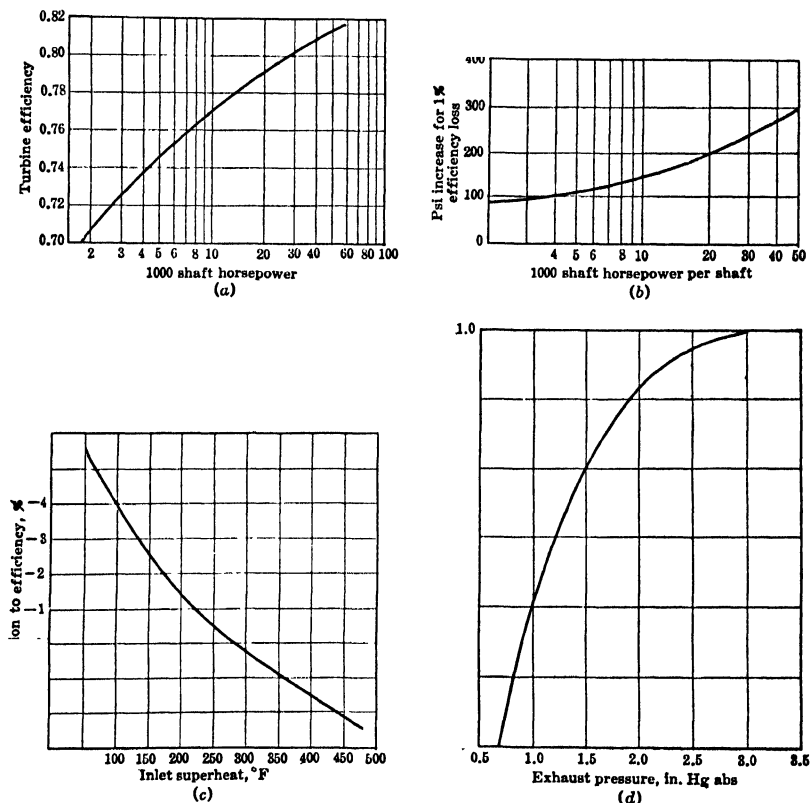 0.82
0.80
0.78
0.76
0.74
0.72
0.70
Turbine efficiency
2 3 4 5 6 8 10 20 30 40 60 80 100
1000 shaft horsepower
(a)
400
300
200
100
0
Psi increase for 1%
efficiency loss
4 5 6 8 10 20 30 40 50
1000 shaft horsepower per shaft
(b)
-4
-3
-2
-1
ion to efficiency, %
100 150 200 250 300 350 400 450 500
Inlet superheat, °F
(c)
1.0
0.5 1.0 1.5 2.0 2.5 3.0 3.5
Exhaust pressure, in. Hg abs
(d)